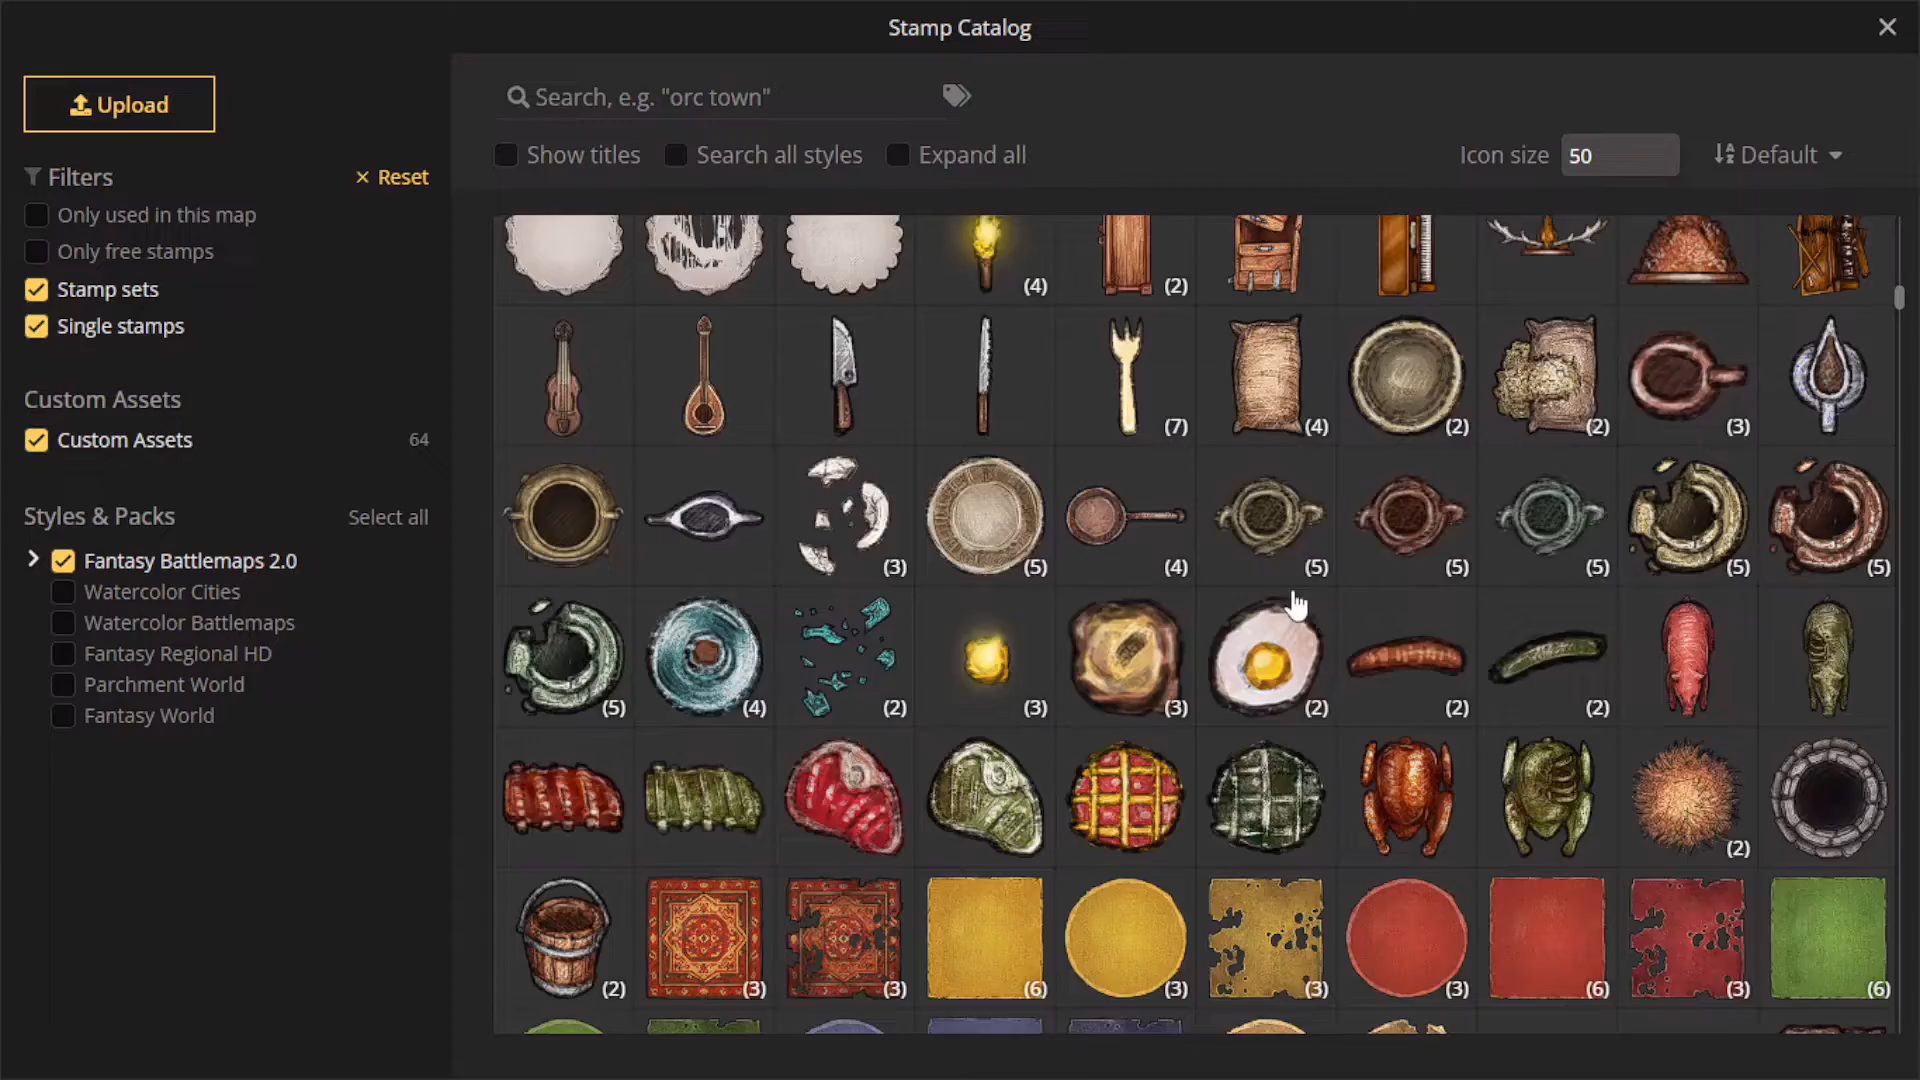 Stamp Catalog
Upload
Search, e.g. "orc town"
Show titles
Search all styles
Expand all
Icon size
50
Default
Filters
Reset
Only used in this map
Only free stamps
Stamp sets
Single stamps
Custom Assets
Custom Assets
64
Styles & Packs
Select all
Fantasy Battlemaps 2.0
Watercolor Cities
Watercolor Battlemaps
Fantasy Regional HD
Parchment World
Fantasy World
(4) (2)
(7) (4) (2) (2) (3)
(3) (5) (4) (5) (5) (5) (5) (5)
(5) (4) (2) (3) (3) (2) (2) (2)
(2)
(2) (3) (3) (6) (3) (3) (3) (6) (3) (6)